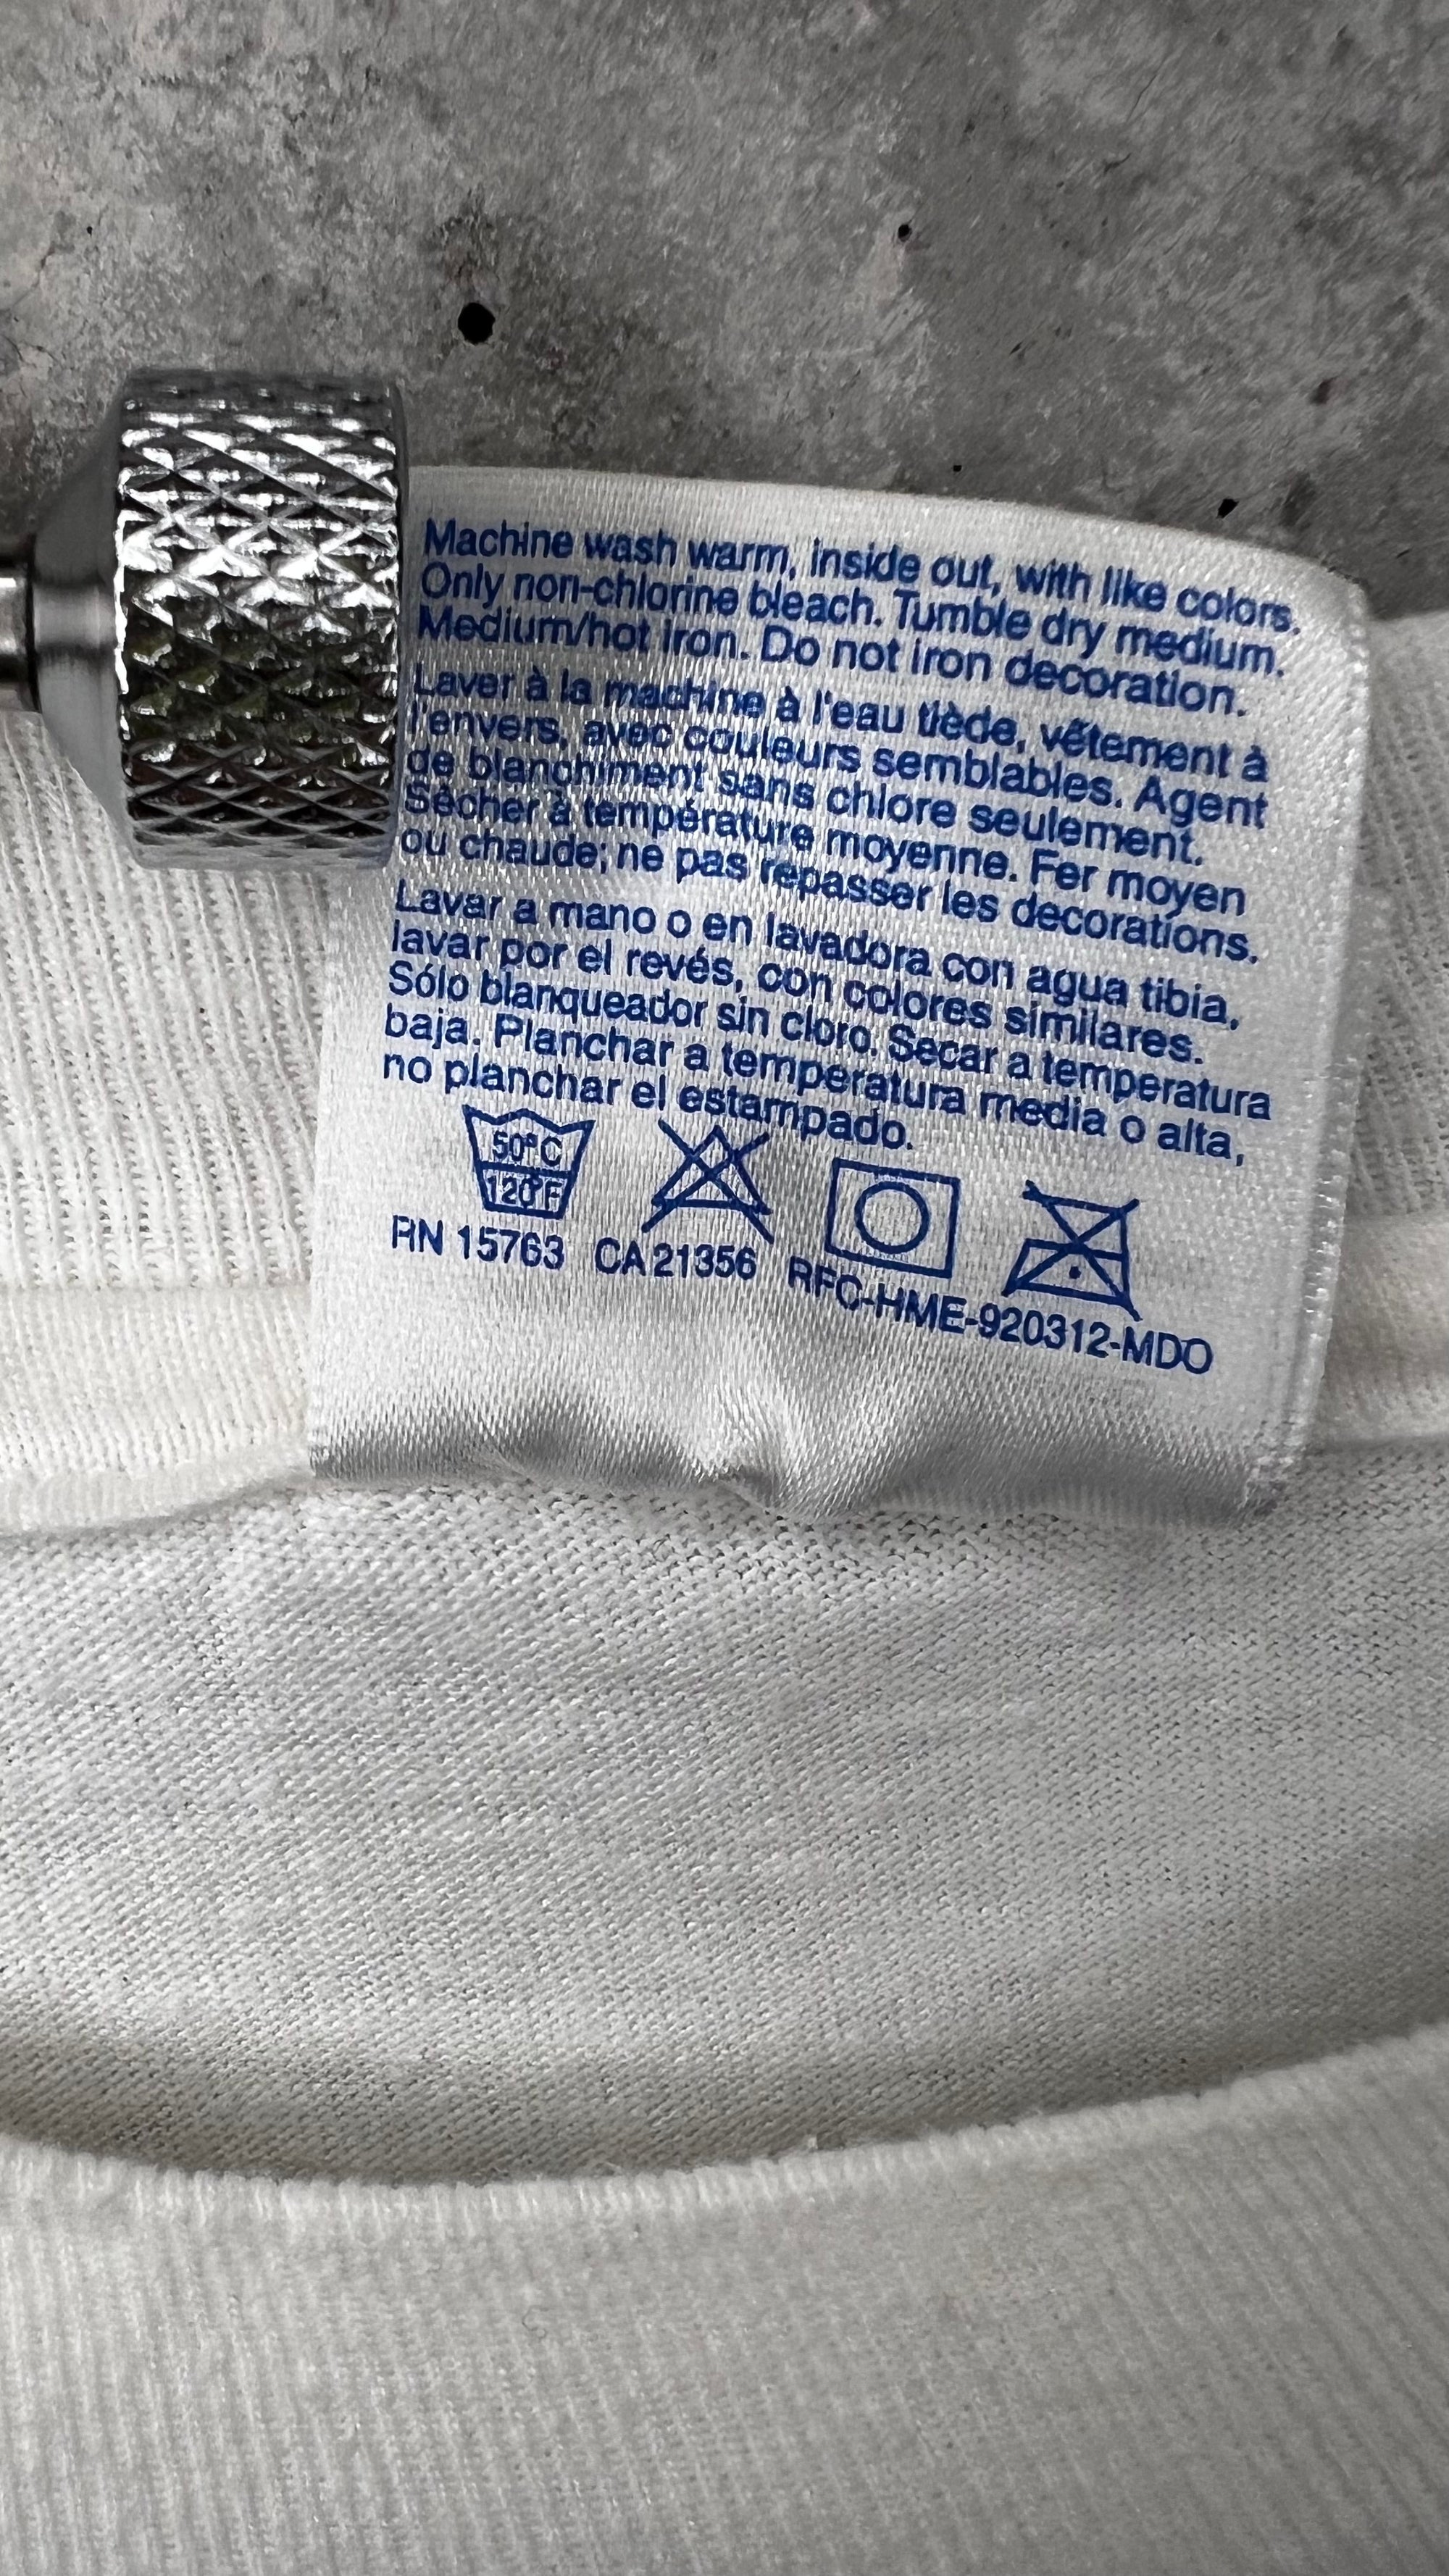 Machine wash warm, inside out, with like colors.
Only non-chlorine bleach. Tumble dry medium.
Medium/hot iron. Do not iron decoration.
Laver à la machine à l'eau tiède, vêtement à
l'envers, avec couleurs semblables. Agent
de blanchiment sans chlore seulement.
Sécher à température moyenne. Fer moyen
ou chaude; ne pas repasser les decorations.
Lavar a mano o en lavadora con agua tibia,
lavar por el revés, con colores similares.
Sólo blanqueador sin cloro. Secar a temperatura
baja. Planchar a temperatura media o alta,
no planchar el estampado.
50°C
120°F
RN 15763 CA 21356 RFC-HME-920312-MDO